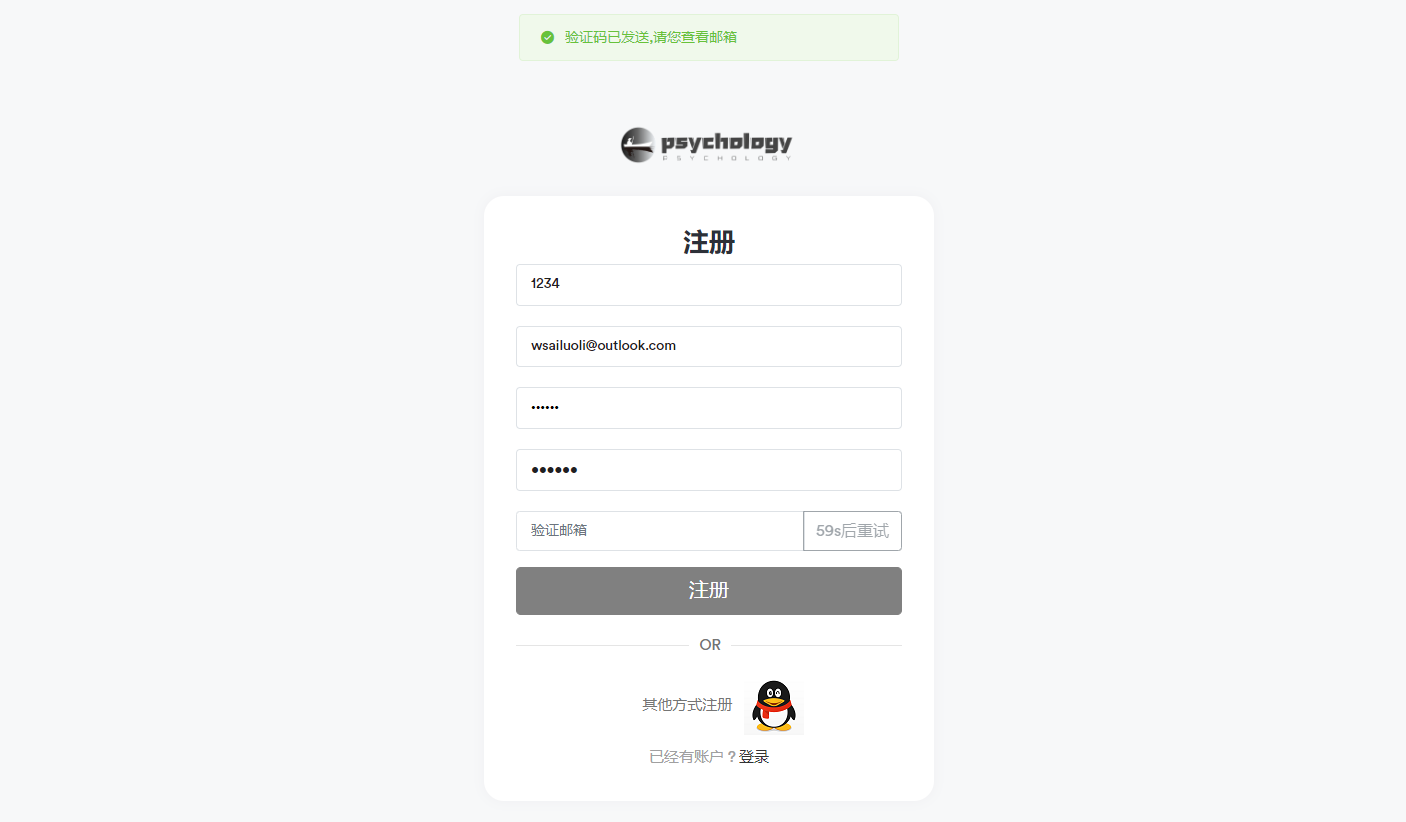 验证码已发送,请您查看邮箱
psychology
PSYCHOLOGY
注册
1234
wsailuoli@outlook.com
••••••
●●●●●●
验证邮箱
59s后重试
注册
OR
其他方式注册
已经有账户？登录